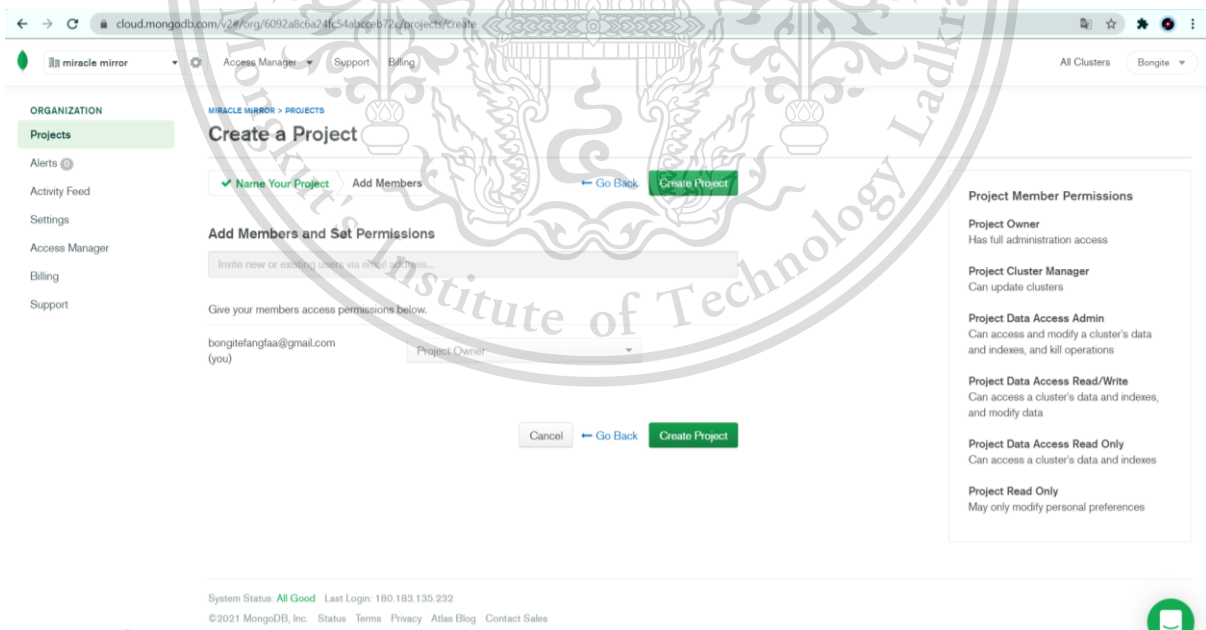 cloud.mongodb.com/v2#/org/6092a8c6a24fc54abcceb72c/projects/create
miracle mirror
Access Manager
Support
Billing
All Clusters
Bongite
ORGANIZATION
Projects
Alerts 0
Activity Feed
Settings
Access Manager
Billing
Support
MIRACLE MIRROR > PROJECTS
Create a Project
✔ Name Your Project
Add Members
← Go Back
Create Project
Add Members and Set Permissions
Invite new or existing users via email address...
Give your members access permissions below.
bongitefangfaa@gmail.com
(you)
Project Owner
Cancel
← Go Back
Create Project
Project Member Permissions
Project Owner
Has full administration access
Project Cluster Manager
Can update clusters
Project Data Access Admin
Can access and modify a cluster's data
and indexes, and kill operations
Project Data Access Read/Write
Can access a cluster's data and indexes,
and modify data
Project Data Access Read Only
Can access a cluster's data and indexes
Project Read Only
May only modify personal preferences
System Status: All Good Last Login: 180.183.135.232
©2021 MongoDB, Inc. Status Terms Privacy Atlas Blog Contact Sales
Mongkut's Institute of Technology Ladkr